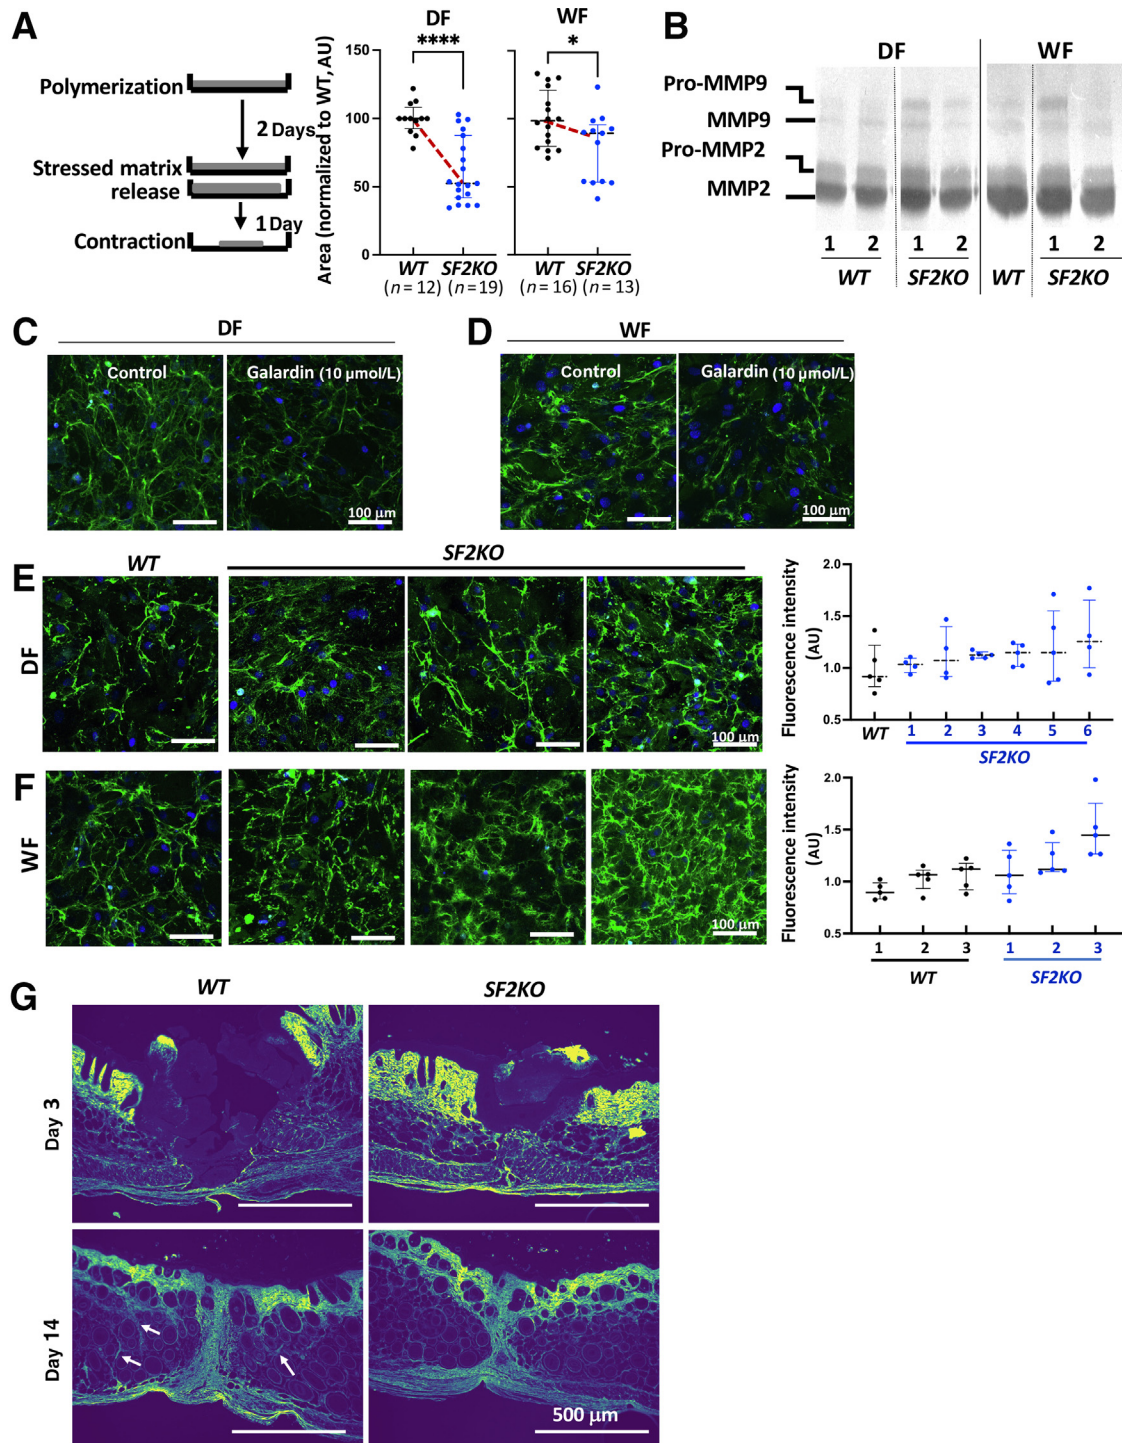 A
Polymerization
2 Days
Stressed matrix
release
1 Day
Contraction
Area (normalized to WT, AU)
150
100
50
0
DF
****
WF
*
WT
SF2KO
WT
SF2KO
(n = 12)
(n = 19)
(n = 16)
(n = 13)
B
DF
WF
Pro-MMP9
MMP9
Pro-MMP2
MMP2
1
2
1
2
1
2
WT
SF2KO
WT
SF2KO
C
DF
Control
Galardin (10 µmol/L)
100 µm
D
WF
Control
Galardin (10 µmol/L)
100 µm
E
WT
SF2KO
DF
100 µm
Fluorescence intensity
(AU)
2.0
1.5
1.0
0.5
WT
1
2
3
4
5
6
SF2KO
F
WF
100 µm
Fluorescence intensity
(AU)
2.0
1.5
1.0
0.5
1
2
3
1
2
3
WT
SF2KO
G
WT
SF2KO
Day 3
Day 14
500 µm